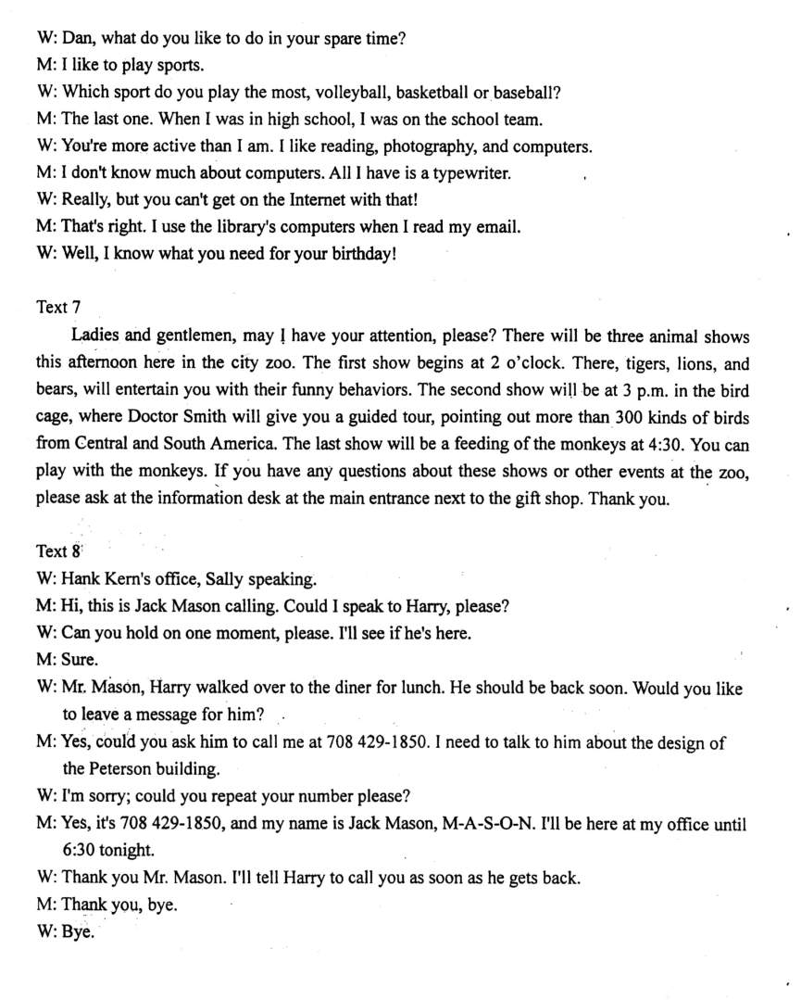 W: Dan, what do you like to do in your spare time?
M: I like to play sports.
W: Which sport do you play the most, volleyball, basketball or baseball?
M: The last one. When I was in high school, I was on the school team.
W: You're more active than I am. I like reading, photography, and computers.
M: I don't know much about computers. All I have is a typewriter.
W: Really, but you can't get on the Internet with that!
M: That's right. I use the library's computers when I read my email.
W: Well, I know what you need for your birthday!
Text 7
Ladies and gentlemen, may I have your attention, please? There will be three animal shows
this afternoon here in the city zoo. The first show begins at 2 o'clock. There, tigers, lions, and
bears, will entertain you with their funny behaviors. The second show will be at 3 p.m. in the bird
cage, where Doctor Smith will give you a guided tour, pointing out more than 300 kinds of birds
from Central and South America. The last show will be a feeding of the monkeys at 4:30. You can
play with the monkeys. If you have any questions about these shows or other events at the zoo,
please ask at the information desk at the main entrance next to the gift shop. Thank you.
Text 8
W: Hank Kern's office, Sally speaking.
M: Hi, this is Jack Mason calling. Could I speak to Harry, please?
W: Can you hold on one moment, please. I'll see if he's here.
M: Sure.
W: Mr. Mason, Harry walked over to the diner for lunch. He should be back soon. Would you like
to leave a message for him?
M: Yes, could you ask him to call me at 708 429-1850. I need to talk to him about the design of
the Peterson building.
W: I'm sorry; could you repeat your number please?
M: Yes, it's 708 429-1850, and my name is Jack Mason, M-A-S-O-N. I'll be here at my office until
6:30 tonight.
W: Thank you Mr. Mason. I'll tell Harry to call you as soon as he gets back.
M: Thank you, bye.
W: Bye.